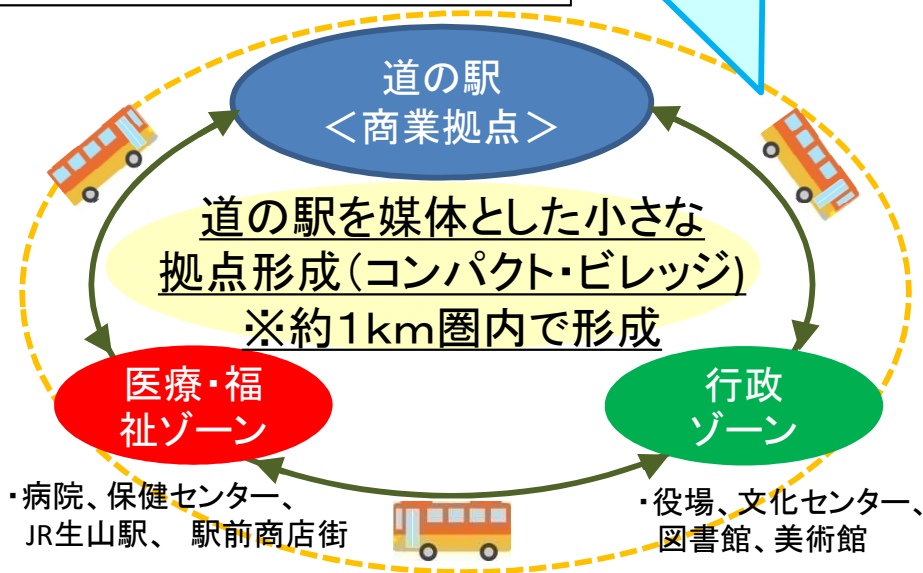 道の駅
＜商業拠点＞
道の駅を媒体とした小さな
拠点形成(コンパクト・ビレッジ)
※約1km圏内で形成
医療・福
祉ゾーン
行政
ゾーン
・病院、保健センター、
JR生山駅、 駅前商店街
・役場、文化センター、
図書館、美術館